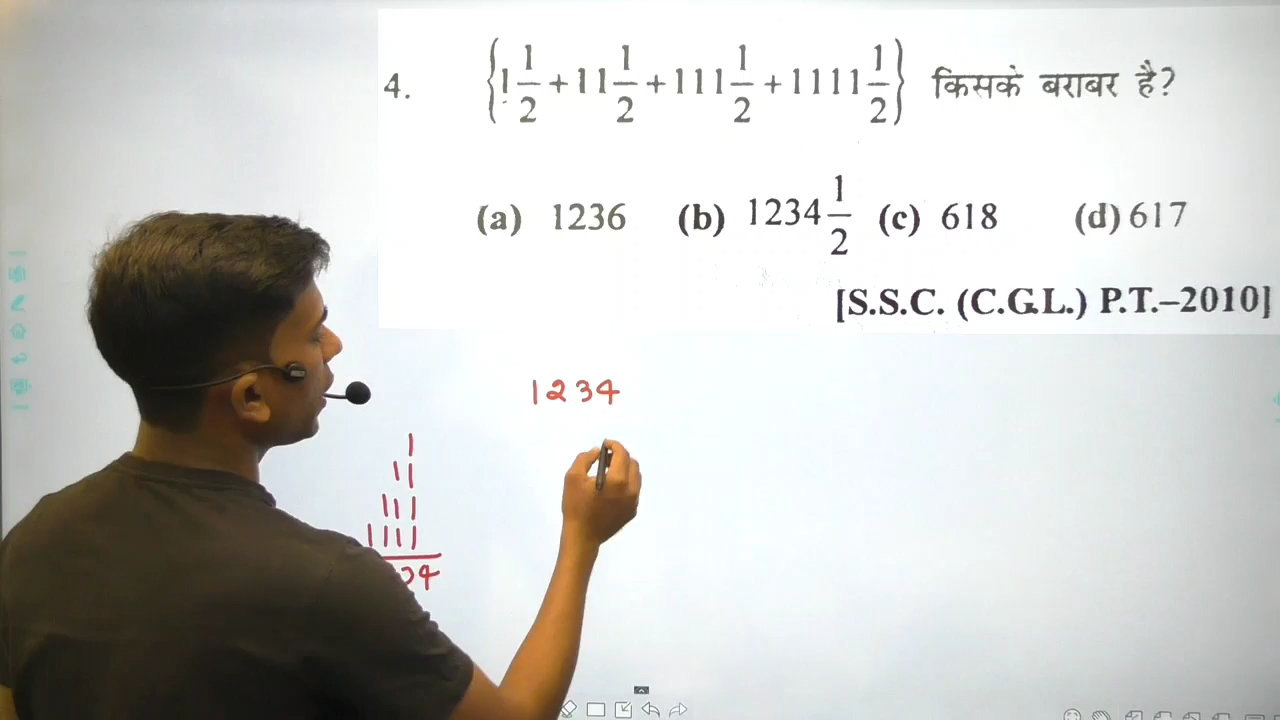 4. {1 1/2 + 11 1/2 + 111 1/2 + 1111 1/2} किसके बराबर है?
(a) 1236 (b) 1234 1/2 (c) 618 (d) 617
[S.S.C. (C.G.L.) P.T.–2010]
1234
1
11
111
1111
34